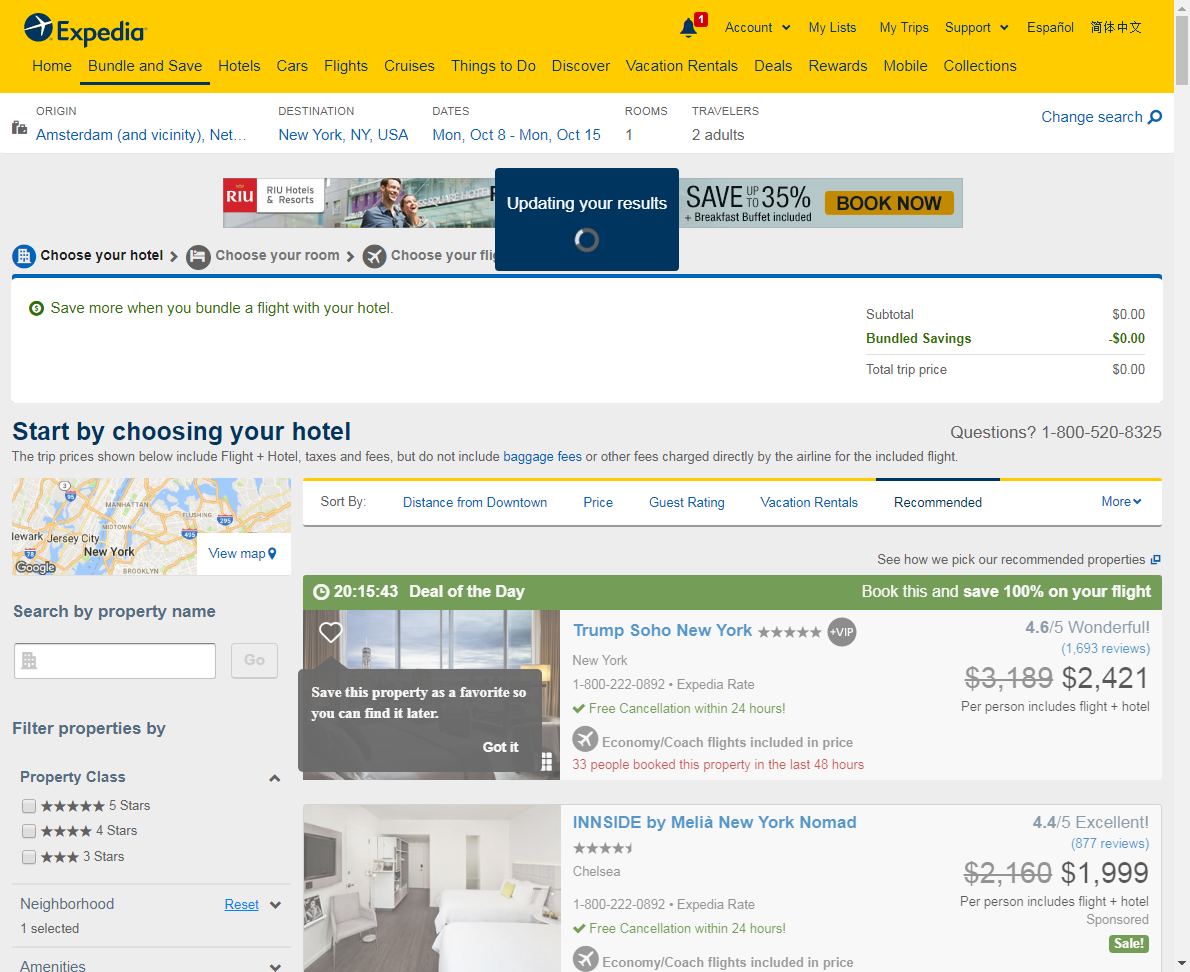 Expedia
1
Account
My Lists
My Trips
Support
Español
简体中文
Home
Bundle and Save
Hotels
Cars
Flights
Cruises
Things to Do
Discover
Vacation Rentals
Deals
Rewards
Mobile
Collections
ORIGIN
Amsterdam (and vicinity), Net...
DESTINATION
New York, NY, USA
DATES
Mon, Oct 8 - Mon, Oct 15
ROOMS
1
TRAVELERS
2 adults
Change search
RIU
RIU Hotels
& Resorts
SAVE UP TO 35%
+ Breakfast Buffet included
BOOK NOW
Updating your results
Choose your hotel
Choose your room
Choose your
Save more when you bundle a flight with your hotel.
Subtotal $0.00
Bundled Savings -$0.00
Total trip price $0.00
Start by choosing your hotel
Questions? 1-800-520-8325
The trip prices shown below include Flight + Hotel, taxes and fees, but do not include baggage fees or other fees charged directly by the airline for the included flight.
3
95
MANHATTAN
FLUSHING
295
MIDTOWN
495
lewark
Jersey City
78
New York
BROOKLYN
Google
View map
Sort By:
Distance from Downtown
Price
Guest Rating
Vacation Rentals
Recommended
More
See how we pick our recommended properties
Search by property name
Go
Filter properties by
Property Class
5 Stars
4 Stars
3 Stars
Neighborhood
Reset
1 selected
Amenities
20:15:43 Deal of the Day
Book this and save 100% on your flight
Save this property as a favorite so
you can find it later.
Got it
Trump Soho New York
+VIP
New York
1-800-222-0892 • Expedia Rate
Free Cancellation within 24 hours!
Economy/Coach flights included in price
33 people booked this property in the last 48 hours
4.6/5 Wonderful!
(1,693 reviews)
$3,189 $2,421
Per person includes flight + hotel
INNSIDE by Meliá New York Nomad
Chelsea
1-800-222-0892 • Expedia Rate
Free Cancellation within 24 hours!
Economy/Coach flights included in price
4.4/5 Excellent!
(877 reviews)
$2,160 $1,999
Per person includes flight + hotel
Sponsored
Sale!